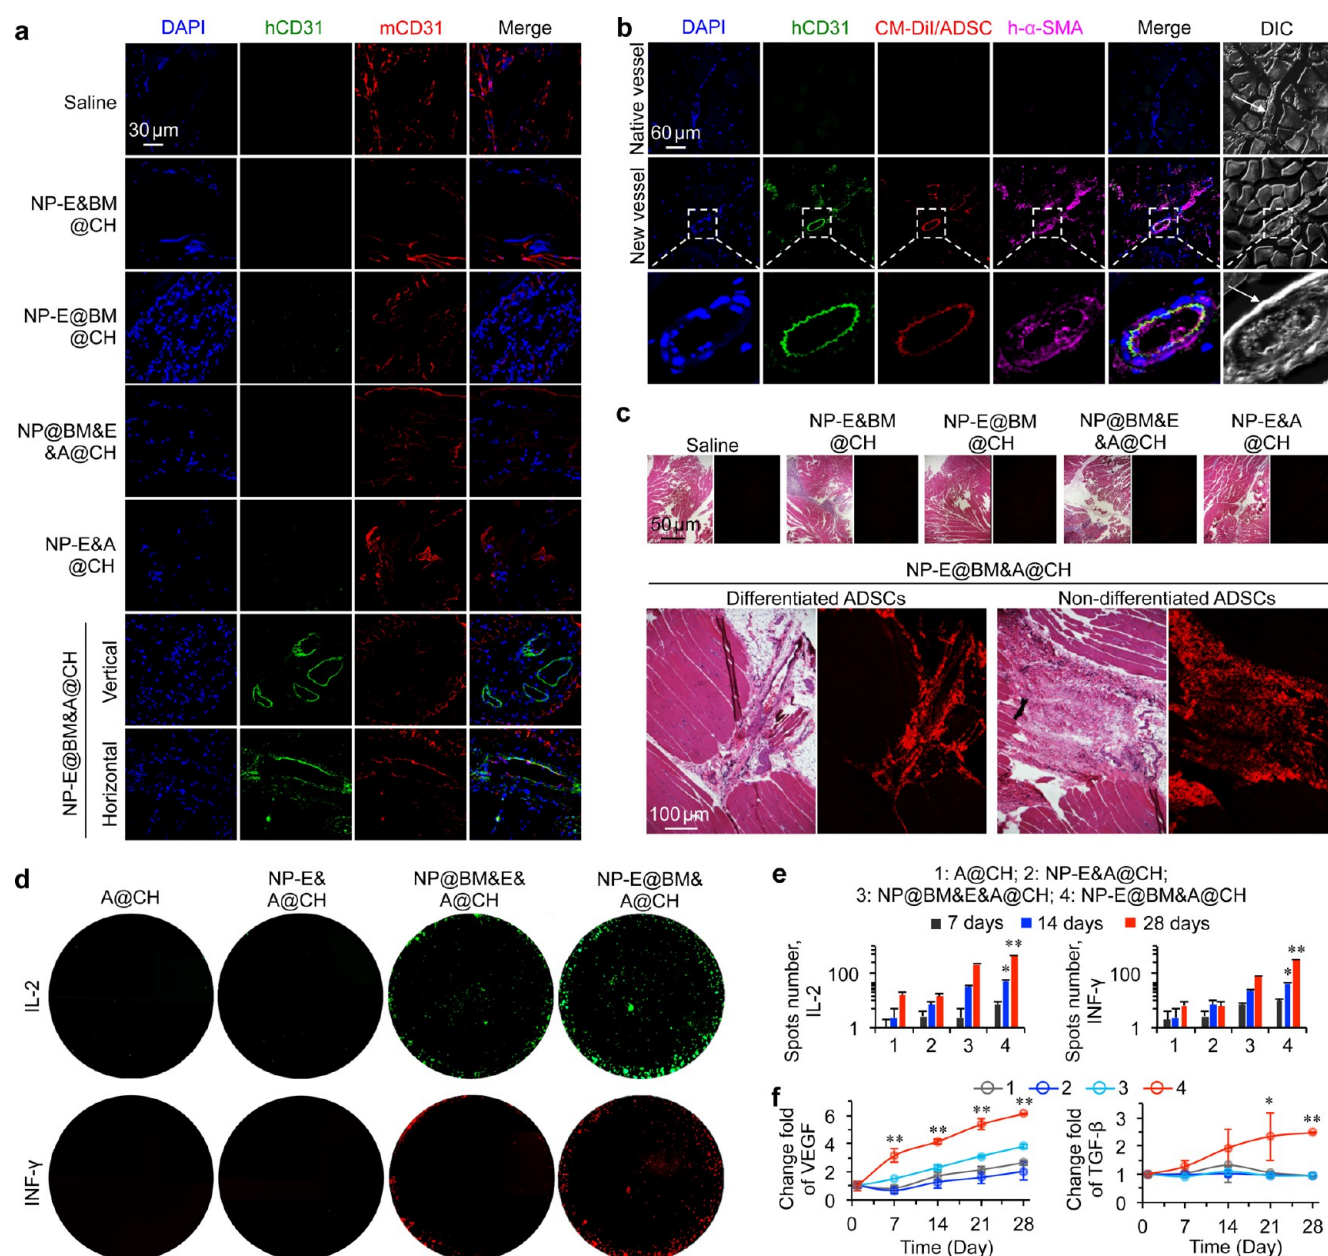 a
DAPI hCD31 mCD31 Merge
Saline
30 μm
NP-E&BM
@CH
NP-E@BM
@CH
NP@BM&E
&A@CH
NP-E&A
@CH
NP-E@BM&A@CH
Vertical
Horizontal
b
DAPI hCD31 CM-Dil/ADSC h-α-SMA Merge DIC
Native vessel
60 μm
New vessel
c
Saline
NP-E&BM
@CH
NP-E@BM
@CH
NP@BM&E
&A@CH
NP-E&A
@CH
50 μm
NP-E@BM&A@CH
Differentiated ADSCs Non-differentiated ADSCs
100 μm
d
A@CH
NP-E&
A@CH
NP@BM&E&
A@CH
NP-E@BM&
A@CH
IL-2
INF-γ
e
1: A@CH; 2: NP-E&A@CH;
3: NP@BM&E&A@CH; 4: NP-E@BM&A@CH
7 days 14 days 28 days
Spots number,
IL-2
100
1
* **
1 2 3 4
Spots number,
INF-γ
100
1
* **
1 2 3 4
f
1 2 3 4
Change fold
of VEGF
6
4
2
0
** ** ** **
0 7 14 21 28
Time (Day)
Change fold
of TGF-β
3
2
1
0
* **
0 7 14 21 28
Time (Day)